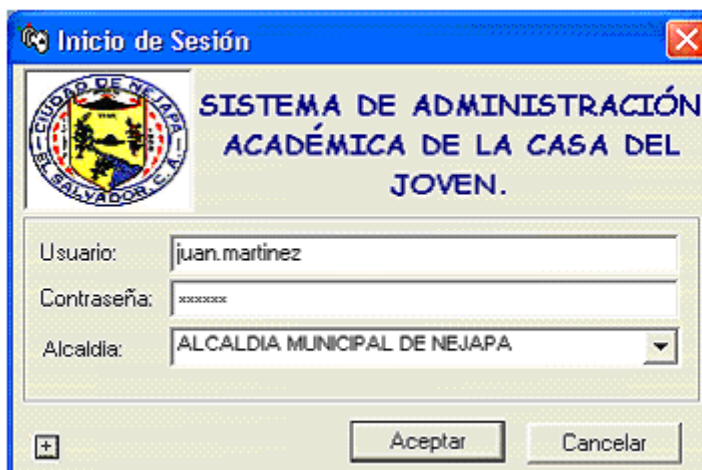 Inicio de Sesión
CIUDAD DE NEJAPA
EL SALVADOR, C. A.
SISTEMA DE ADMINISTRACIÓN
ACADÉMICA DE LA CASA DEL
JOVEN.
Usuario: juan.martinez
Contraseña: xxxxxx
Alcaldia: ALCALDIA MUNICIPAL DE NEJAPA
+ Aceptar Cancelar